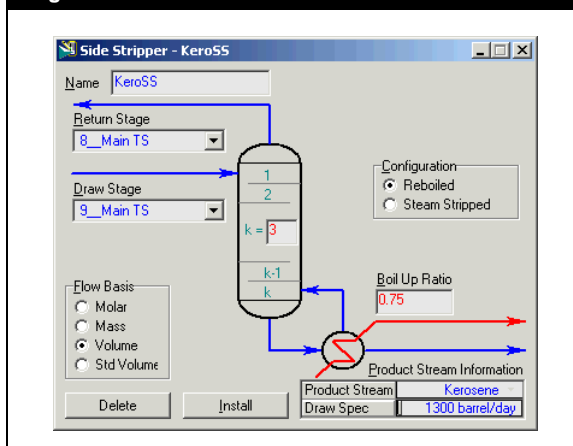 Side Stripper - KeroSS
Name KeroSS
Return Stage
8__Main TS
Draw Stage
9__Main TS
1
2
k = 3
k-1
k
Configuration
Reboiled
Steam Stripped
Flow Basis
Molar
Mass
Volume
Std Volume
Boil Up Ratio
0.75
Product Stream Information
Product Stream Kerosene
Draw Spec 1300 barrel/day
Delete Install